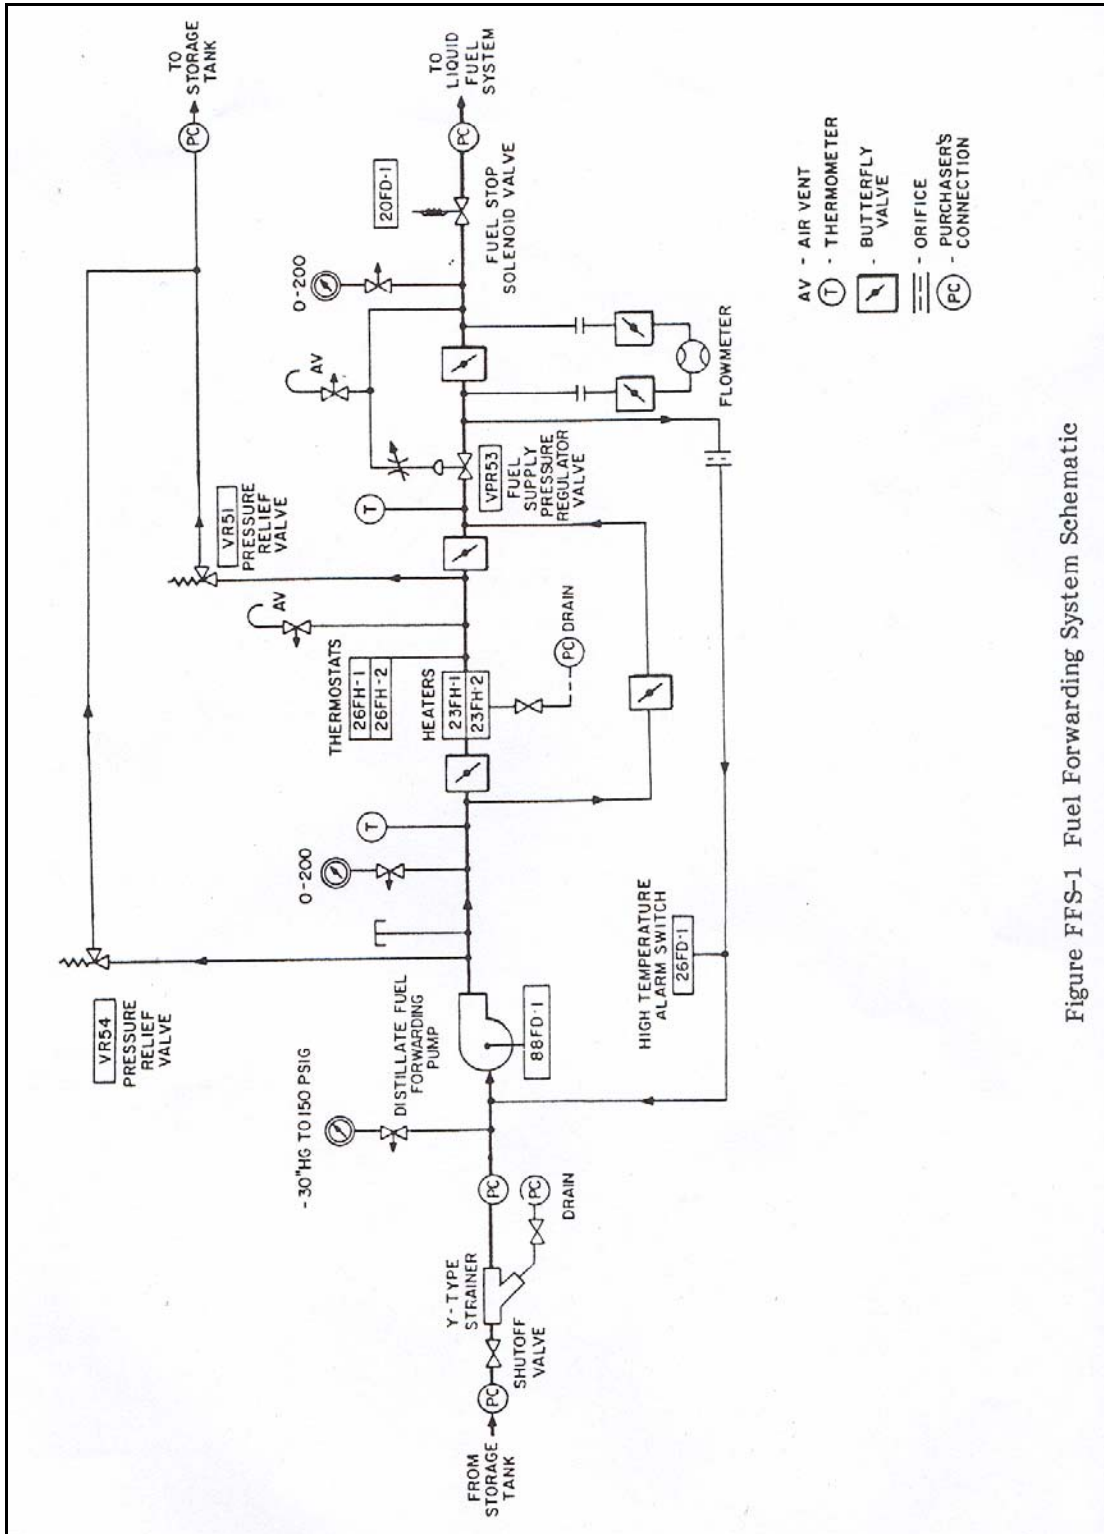 FROM
STORAGE
TANK
PC
SHUTOFF
VALVE
Y-TYPE
STRAINER
PC
DRAIN
PC
-30"HG TO 150 PSIG
DISTILLATE FUEL
FORWARDING
PUMP
88FD-1
VR54
PRESSURE
RELIEF
VALVE
0-200
T
HIGH TEMPERATURE
ALARM SWITCH
26FD-1
THERMOSTATS
26FH-1
26FH-2
HEATERS
23FH-1
23FH-2
PC
DRAIN
AV
VR51
PRESSURE
RELIEF
VALVE
T
VPR53
FUEL
SUPPLY
PRESSURE
REGULATOR
VALVE
AV
FLOWMETER
0-200
20FD-1
FUEL STOP
SOLENOID VALVE
PC
TO
STORAGE
TANK
PC
TO
LIQUID
FUEL
SYSTEM
AV - AIR VENT
T - THERMOMETER
- BUTTERFLY
VALVE
- ORIFICE
PC - PURCHASER'S
CONNECTION
Figure FFS-1 Fuel Forwarding System Schematic